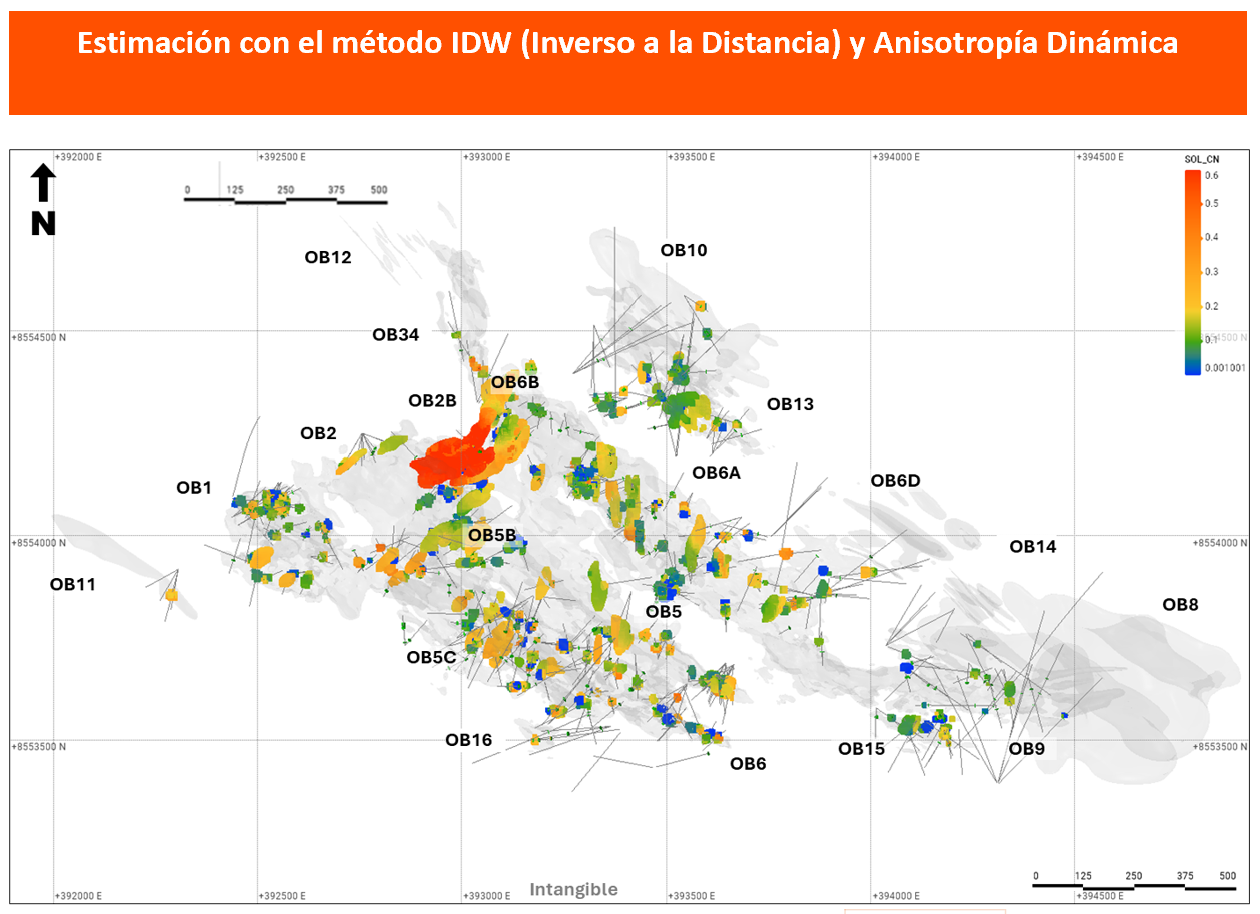 Estimación con el método IDW (Inverso a la Distancia) y Anisotropía Dinámica
+392000 E
+392500 E
+393000 E
+393500 E
+394000 E
+394500 E
SOL_CN
0.6
0.5
0.4
0.3
0.2
0.1
0.001001
N
0 125 250 375 500
OB12
OB10
+8554500 N
OB34
OB6B
OB2B
OB13
OB2
OB6A
OB6D
OB1
OB5B
+8554000 N
+8554000 N
OB14
OB11
OB5
OB8
OB5C
OB16
OB15
OB9
OB6
+8553500 N
+8553500 N
0 125 250 375 500
+392000 E
+392500 E
+393000 E
Intangible
+393500 E
+394000 E
+394500 E